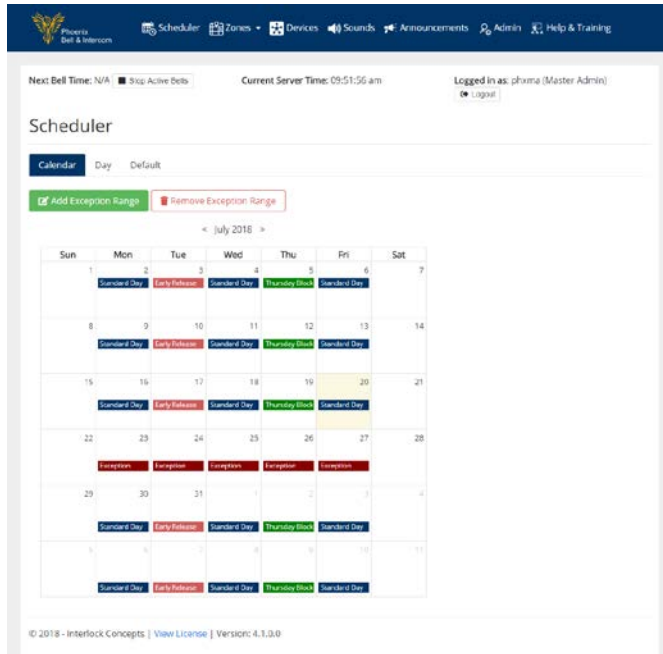 Phoenix
Bell & Intercom
Scheduler Zones Devices Sounds Announcements Admin Help & Training
Next Bell Time: N/A Stop Active Bells Current Server Time: 09:51:56 am Logged in as: phxma (Master Admin)
Logout
Scheduler
Calendar Day Default
Add Exception Range Remove Exception Range
< July 2018 >
Sun Mon Tue Wed Thu Fri Sat
1 2 3 4 5 6 7
Standard Day Early Release Standard Day Thursday Block Standard Day
8 9 10 11 12 13 14
Standard Day Early Release Standard Day Thursday Block Standard Day
15 16 17 18 19 20 21
Standard Day Early Release Standard Day Thursday Block Standard Day
22 23 24 25 26 27 28
Exception Exception Exception Exception Exception
29 30 31 1 2 3 4
Standard Day Early Release Standard Day Thursday Block Standard Day
5 6 7 8 9 10 11
Standard Day Early Release Standard Day Thursday Block Standard Day
© 2018 - Interlock Concepts | View License | Version: 4.1.0.0